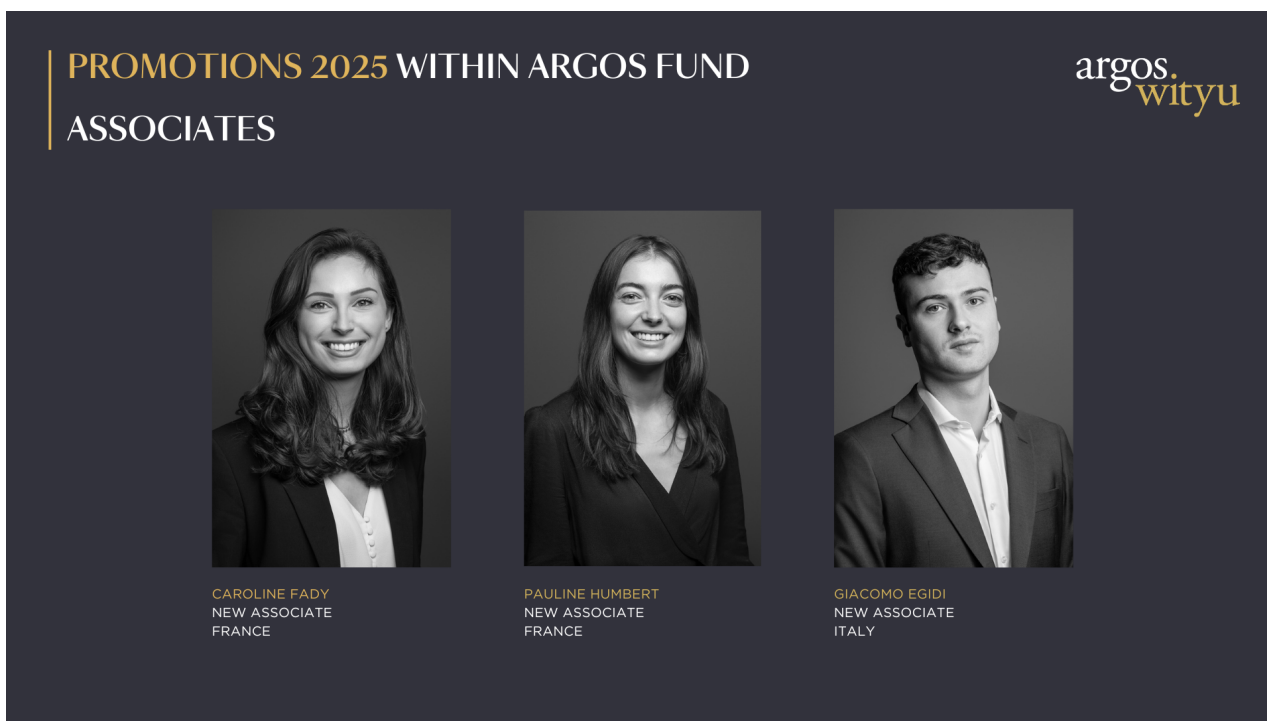 PROMOTIONS 2025 WITHIN ARGOS FUND
ASSOCIATES
argos.
wityu
CAROLINE FADY
NEW ASSOCIATE
FRANCE
PAULINE HUMBERT
NEW ASSOCIATE
FRANCE
GIACOMO EGIDI
NEW ASSOCIATE
ITALY